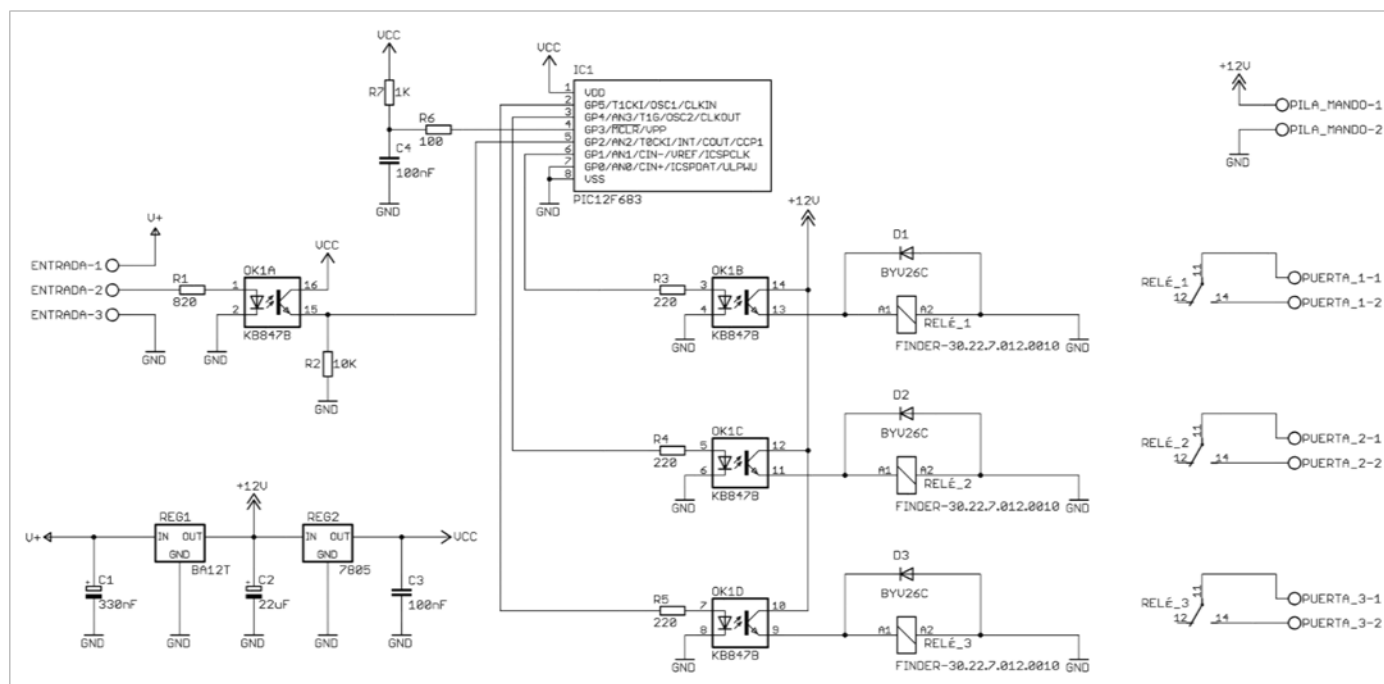 VCC
R7
1K
R6
100
C4
100nF
GND
VCC
IC1
1 VDD
2 GP5/T1CKI/OSC1/CLKIN
3 GP4/AN3/T1G/OSC2/CLKOUT
4 GP3/MCLR/VPP
5 GP2/AN2/T0CKI/INT/COUT/CCP1
6 GP1/AN1/CIN-/VREF/ICSPCLK
7 GP0/AN0/CIN+/ICSPDAT/ULPWU
8 VSS
PIC12F683
GND
+12V
PILA_MANDO-1
PILA_MANDO-2
GND
V+
ENTRADA-1
ENTRADA-2
ENTRADA-3
GND
R1
820
OK1A
1
2
16
15
KB847B
GND
VCC
R2
10K
GND
+12V
R3
220
OK1B
3
4
14
13
KB847B
GND
D1
BYV26C
A1
A2
RELÉ_1
FINDER-30.22.7.012.0010
GND
RELÉ_1
11
12
14
PUERTA_1-1
PUERTA_1-2
R4
220
OK1C
5
6
12
11
KB847B
GND
D2
BYV26C
A1
A2
RELÉ_2
FINDER-30.22.7.012.0010
GND
RELÉ_2
11
12
14
PUERTA_2-1
PUERTA_2-2
V+
C1
+
330nF
GND
REG1
IN OUT
GND
BA12T
GND
+12V
C2
+
22uF
GND
REG2
IN OUT
GND
7805
GND
C3
100nF
GND
VCC
R5
220
OK1D
7
8
10
9
KB847B
GND
D3
BYV26C
A1
A2
RELÉ_3
FINDER-30.22.7.012.0010
GND
RELÉ_3
11
12
14
PUERTA_3-1
PUERTA_3-2